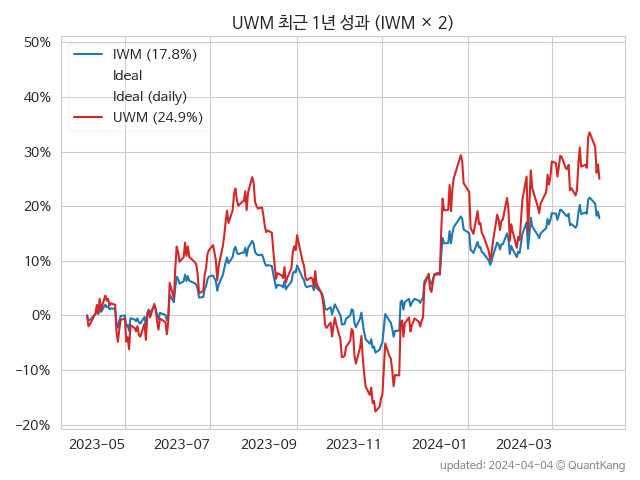 UWM 최근 1년 성과 (IWM × 2)
50%
40%
30%
20%
10%
0%
−10%
−20%
IWM (17.8%)
Ideal
Ideal (daily)
UWM (24.9%)
2023−05
2023−07
2023−09
2023−11
2024−01
2024−03
updated: 2024−04−04 © QuantKang